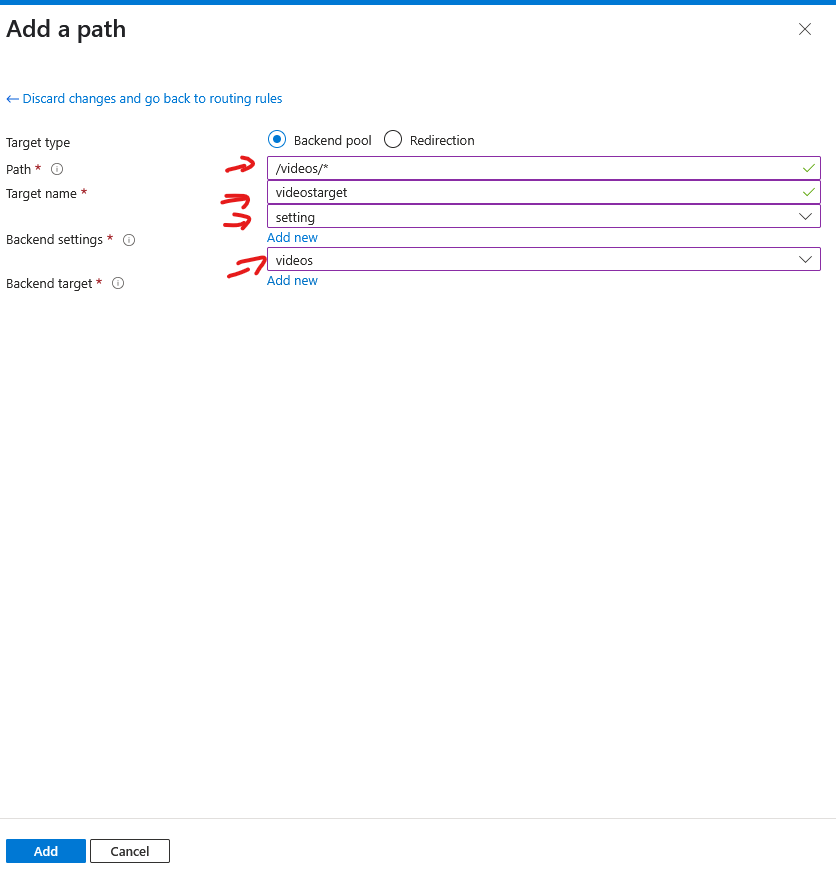 Add a path
← Discard changes and go back to routing rules
Target type Backend pool Redirection
Path * /videos/*
Target name * videostarget
setting
Backend settings * Add new
videos
Backend target * Add new
Add Cancel